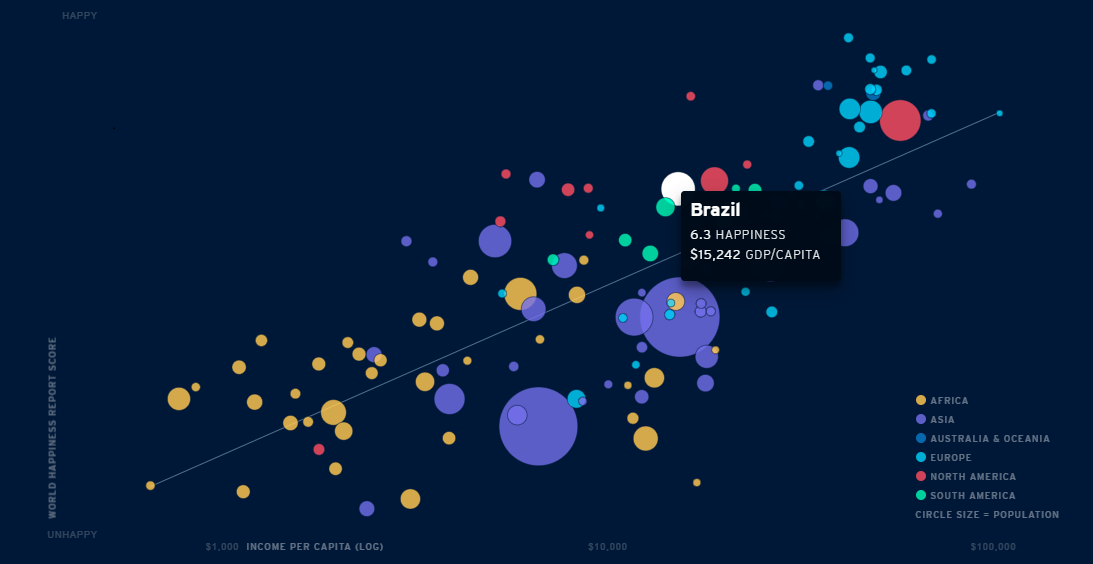 HAPPY
Brazil
6.3 HAPPINESS
$15,242 GDP/CAPITA
WORLD HAPPINESS REPORT SCORE
AFRICA
ASIA
AUSTRALIA & OCEANIA
EUROPE
NORTH AMERICA
SOUTH AMERICA
CIRCLE SIZE = POPULATION
UNHAPPY
$1,000 INCOME PER CAPITA (LOG) $10,000 $100,000